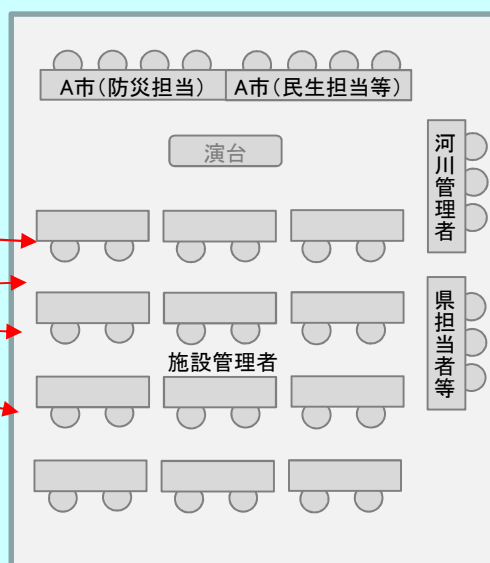 A市(防災担当)
A市(民生担当等)
演台
河川管理者
県担当者等
施設管理者